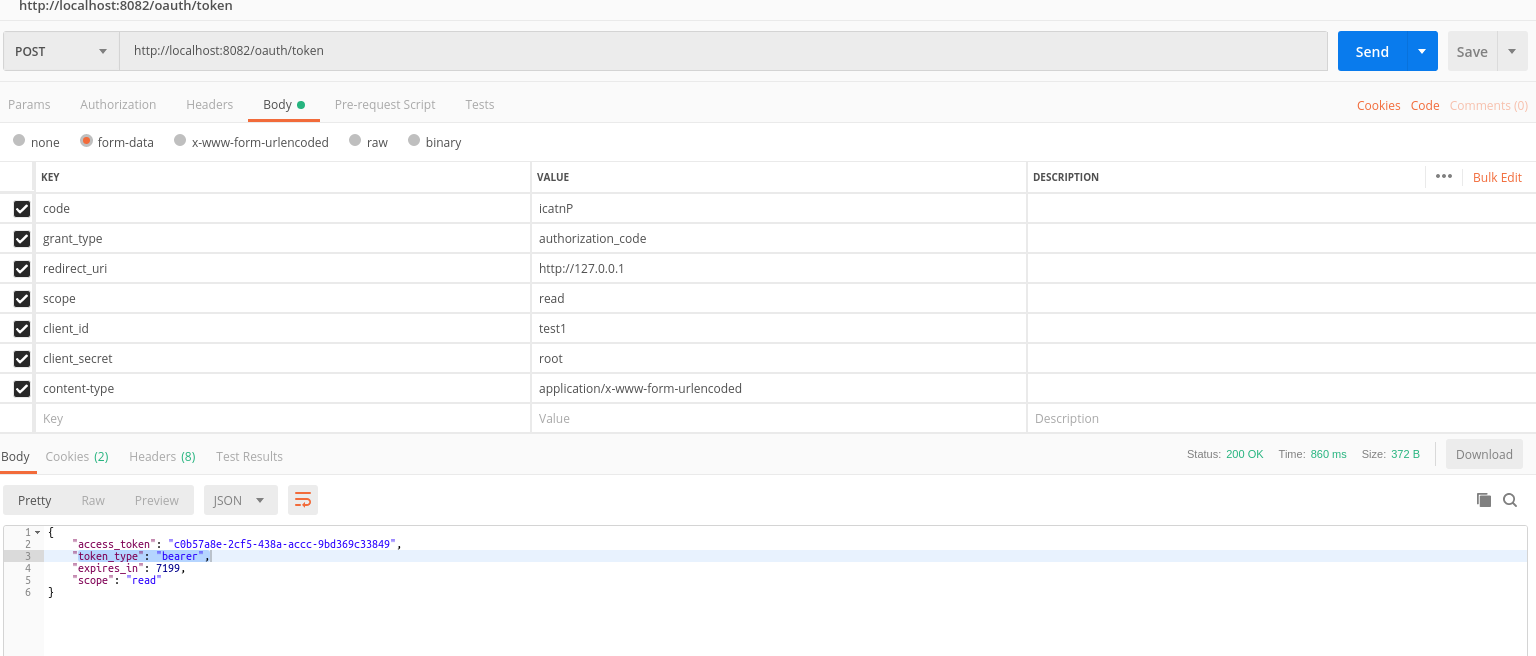 http://localhost:8082/oauth/token
POST http://localhost:8082/oauth/token Send Save
Params Authorization Headers Body Pre-request Script Tests Cookies Code Comments (0)
none form-data x-www-form-urlencoded raw binary
KEY VALUE DESCRIPTION ••• Bulk Edit
code icatnP
grant_type authorization_code
redirect_uri http://127.0.0.1
scope read
client_id test1
client_secret root
content-type application/x-www-form-urlencoded
Key Value Description
Body Cookies (2) Headers (8) Test Results Status: 200 OK Time: 860 ms Size: 372 B Download
Pretty Raw Preview JSON
1 {
2 "access_token": "c0b57a8e-2cf5-438a-accc-9bd369c33849",
3 "token_type": "bearer",
4 "expires_in": 7199,
5 "scope": "read"
6 }